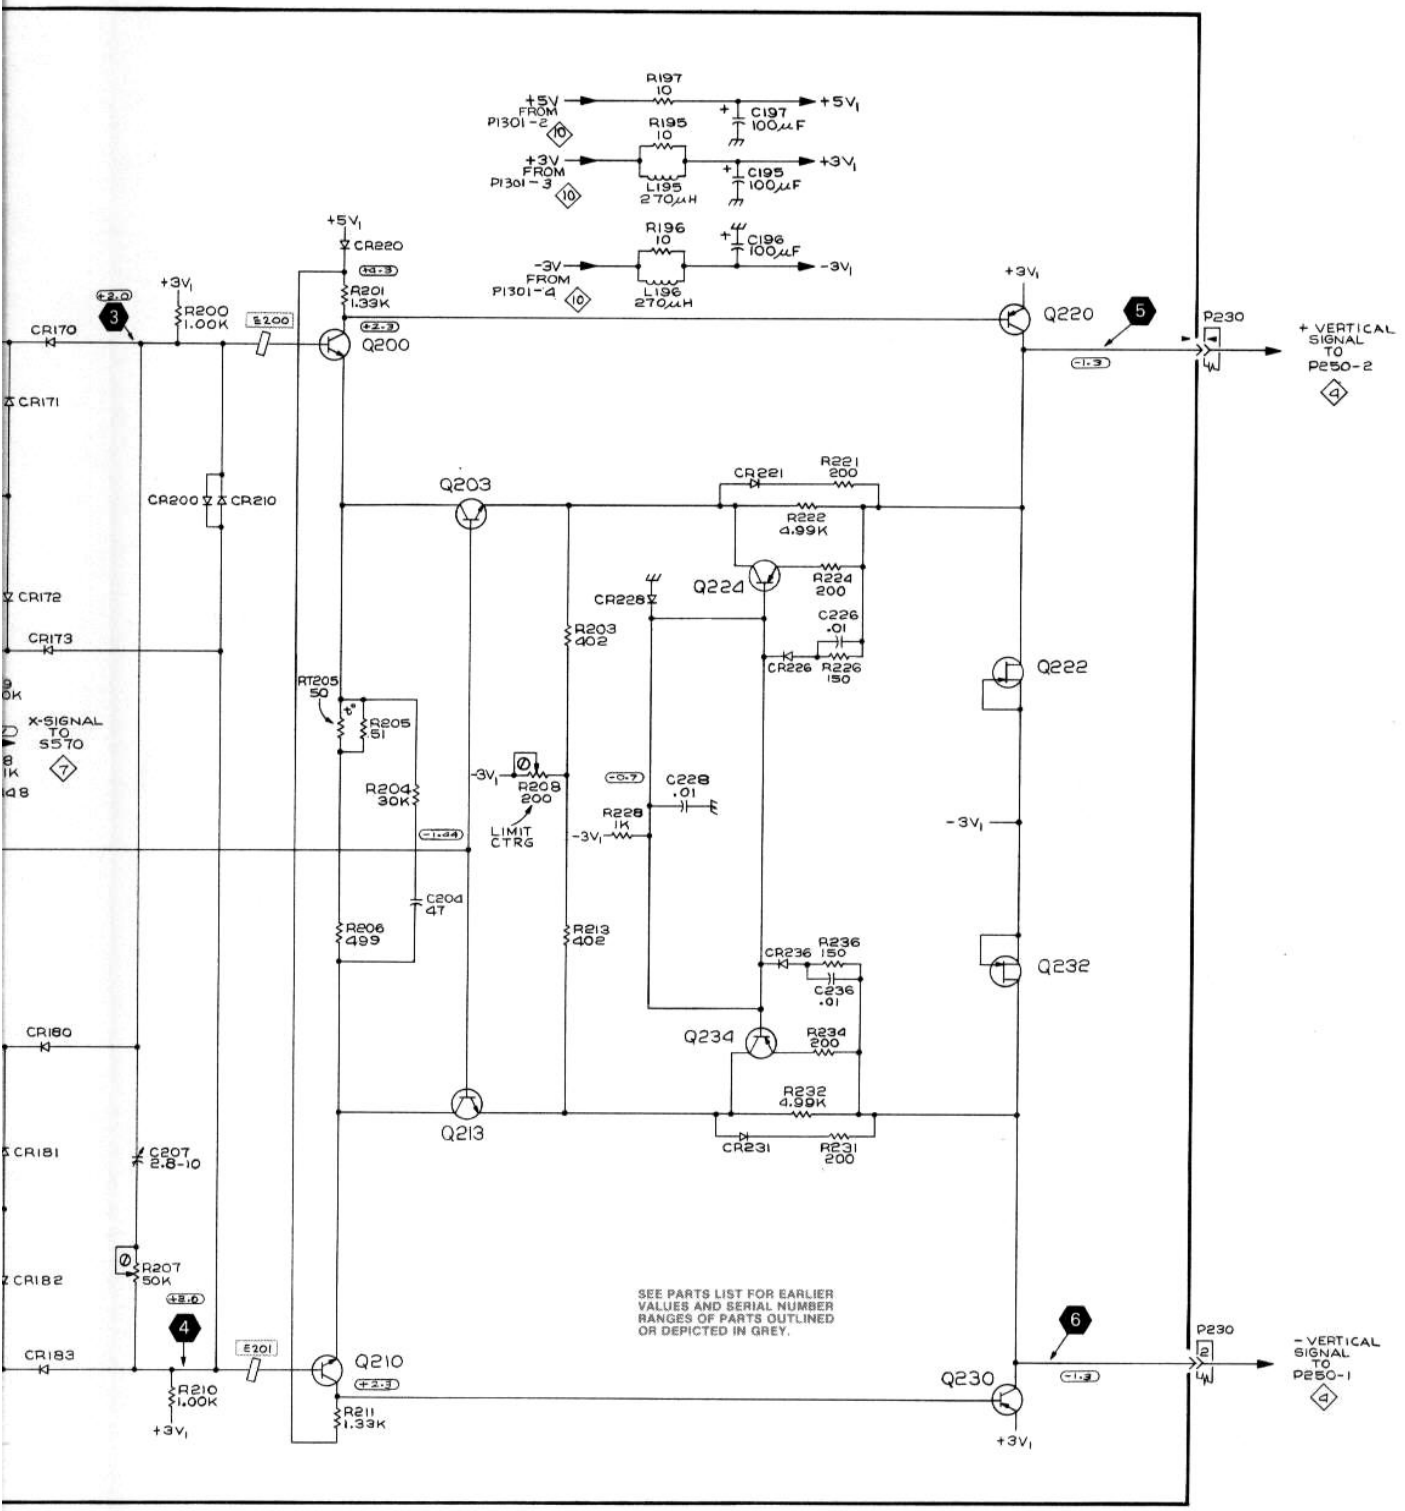 R197
10
+5V
FROM
P1301-2
10
+5V1
+
C197
100µF
R195
10
+3V
FROM
P1301-3
10
L195
270µH
+
C195
100µF
+3V1
R196
10
-3V
FROM
P1301-4
10
L196
270µH
+
C196
100µF
-3V1
+5V1
CR220
+4.3
R201
1.33K
+2.3
Q200
+3V1
R200
1.00K
E200
+2.0
3
CR170
+3V1
Q220
5
-1.3
P230
+ VERTICAL
SIGNAL
TO
P250-2
4
CR171
CR200
CR210
Q203
CR221
R221
200
R222
4.99K
Q224
R224
200
CR228
C226
.01
CR226
R226
150
CR172
CR173
R203
402
Q222
9
0K
RT205
50
t°
R205
51
X-SIGNAL
TO
S570
7
8
1K
148
R204
30K
-3V1
R208
200
LIMIT
CTRG
-0.7
C228
.01
R228
1K
-3V1
-3V1
-1.44
C204
47
R206
499
R213
402
CR236
R236
150
C236
.01
Q232
CR180
Q234
R234
200
R232
4.99K
Q213
CR231
R231
200
CR181
C207
2.8-10
CR182
R207
50K
SEE PARTS LIST FOR EARLIER
VALUES AND SERIAL NUMBER
RANGES OF PARTS OUTLINED
OR DEPICTED IN GREY.
4
CR183
E201
Q210
+2.3
R210
1.00K
+3V1
R211
1.33K
6
-1.3
Q230
+3V1
P230
2
- VERTICAL
SIGNAL
TO
P250-1
4